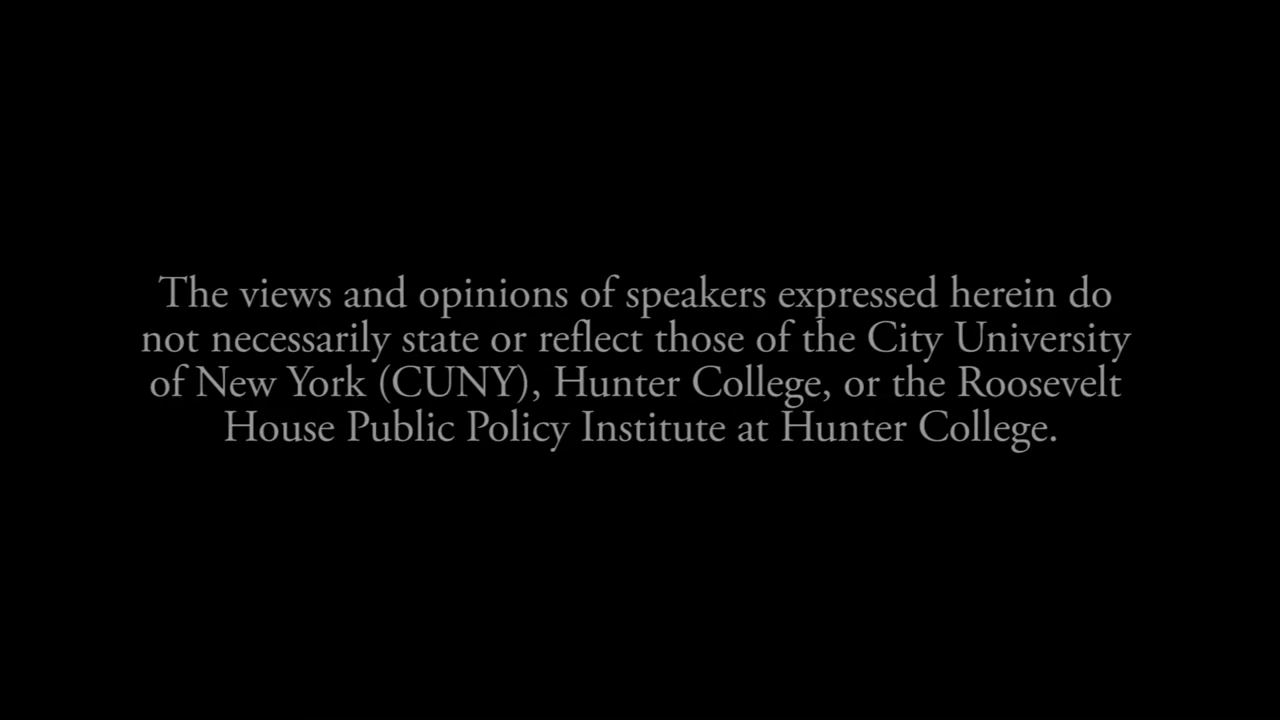 The views and opinions of speakers expressed herein do
not necessarily state or reflect those of the City University
of New York (CUNY), Hunter College, or the Roosevelt
House Public Policy Institute at Hunter College.